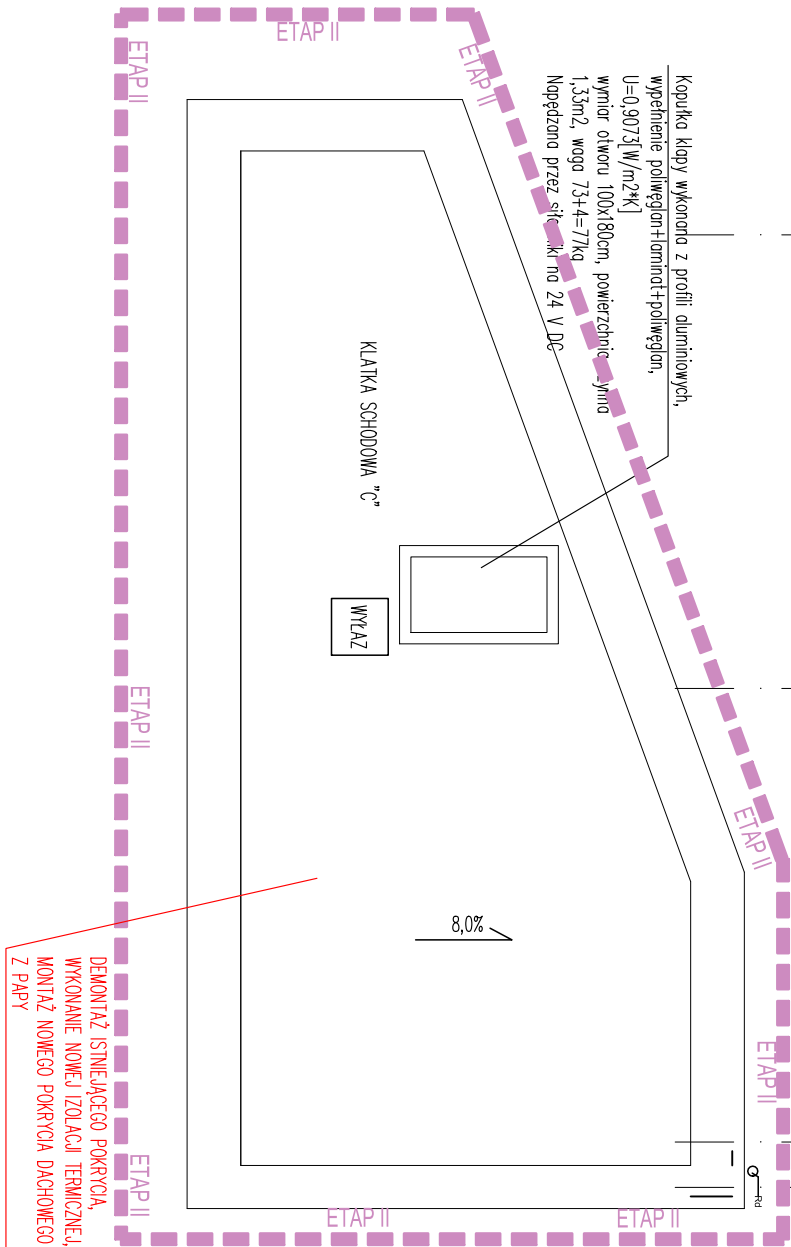 ETAP II
ETAP II
ETAP II
Kopułka klapy wykonana z profili aluminiowych,
wypełnienie poliwęglan+laminat+poliwęglan,
U=0,9073[W/m2*K]
wymiar otworu 100x180cm, powierzchnia
1,33m2, waga 73+4=77kg
Napędzana przez na 24 V DC
KLATKA SCHODOWA "C"
WYŁAZ
ETAP II
ETAP II
8,0%
DEMONTAŻ ISTNIEJĄCEGO POKRYCIA,
WYKONANIE NOWEJ IZOLACJI TERMICZNEJ,
MONTAŻ NOWEGO POKRYCIA DACHOWEGO
Z PAPY
ETAP II
ETAP II
Rd
ETAP II
ETAP II